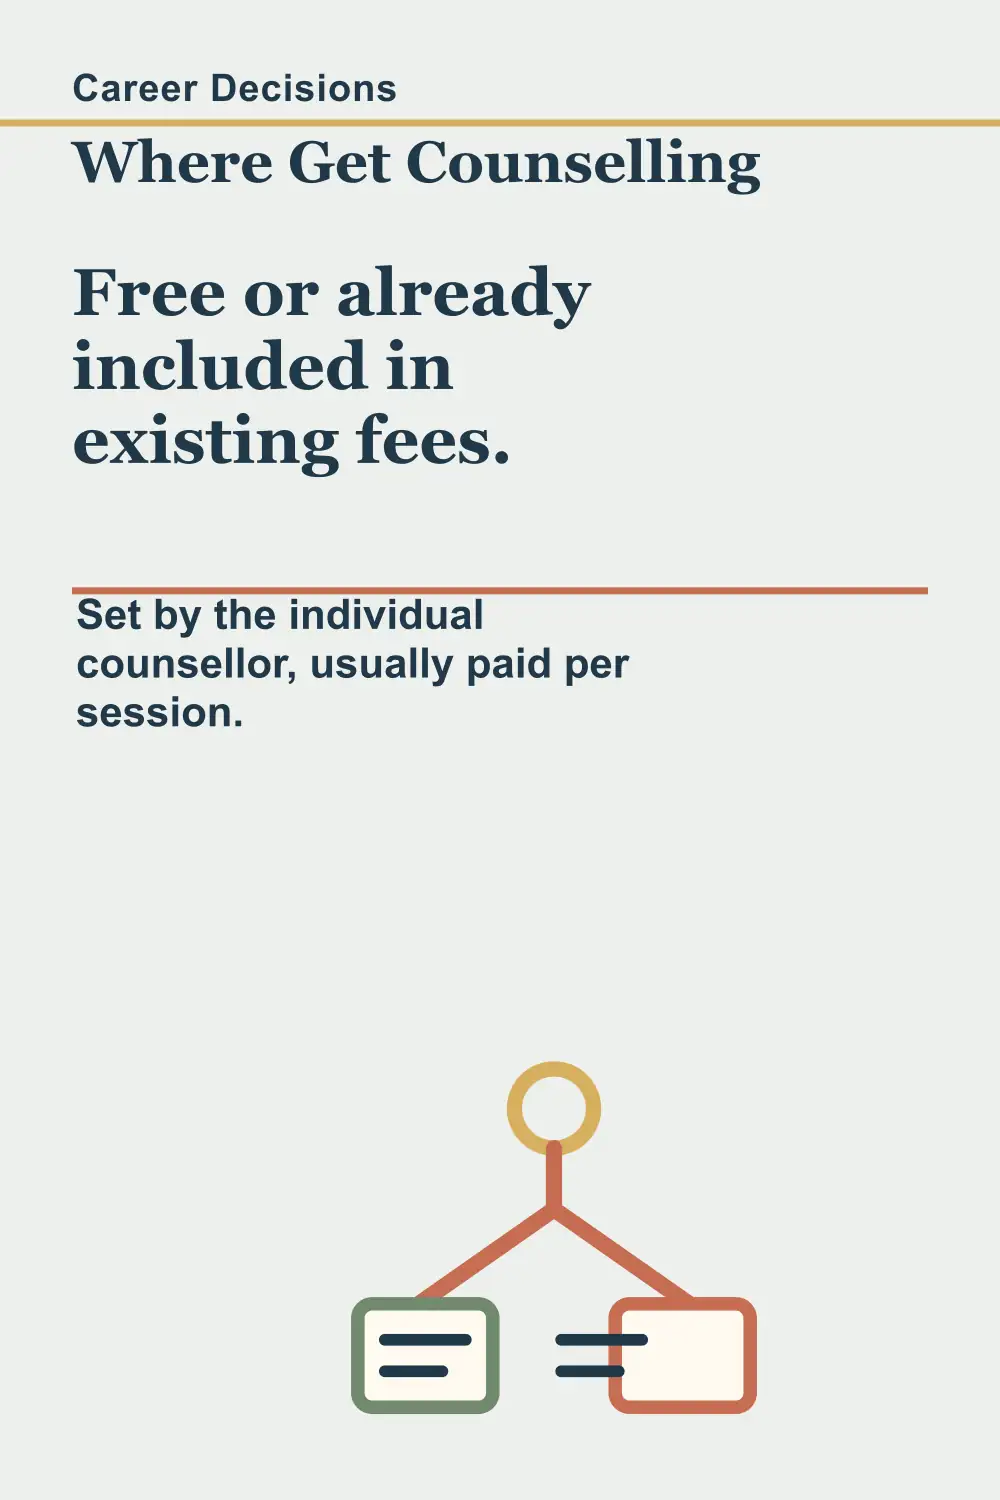 Career Decisions
Where Get Counselling
Free or already
included in
existing fees.
Set by the individual
counsellor, usually paid per
session.